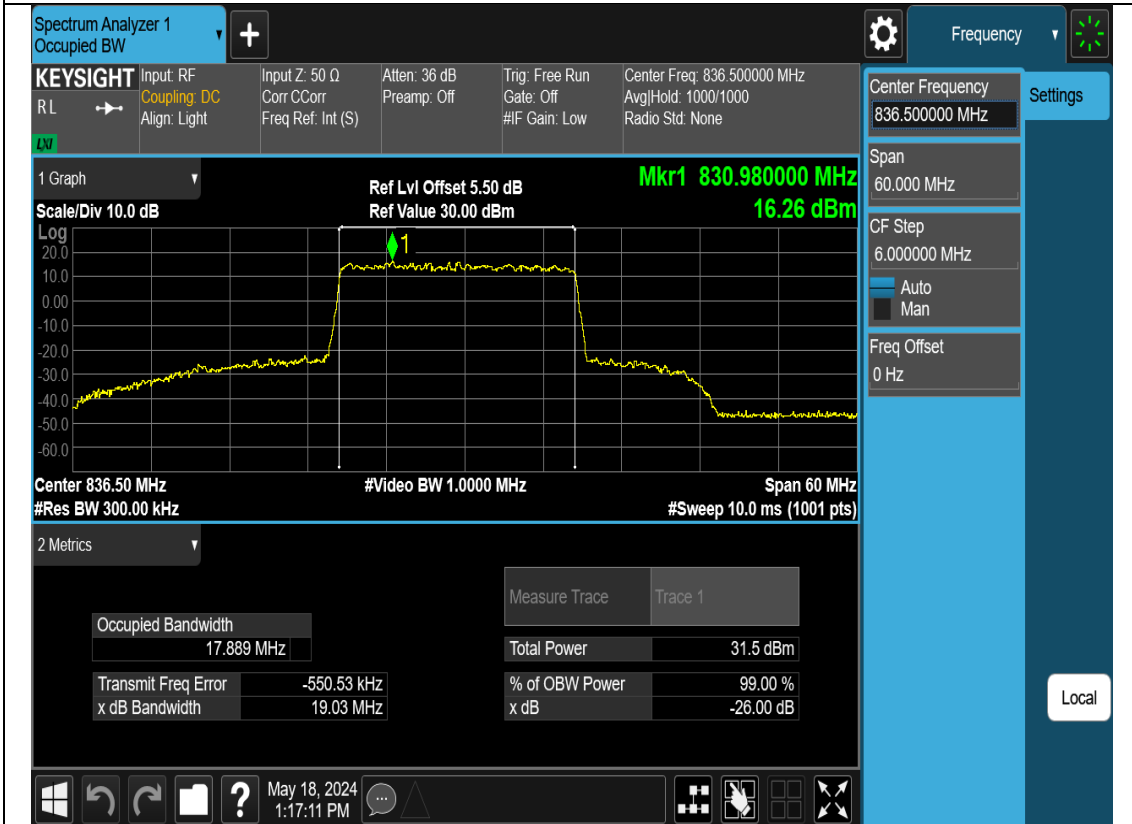 Spectrum Analyzer 1
Occupied BW
Frequency
KEYSIGHT
R L
LXI
Input: RF
Coupling: DC
Align: Light
Input Z: 50 Ω
Corr CCorr
Freq Ref: Int (S)
Atten: 36 dB
Preamp: Off
Trig: Free Run
Gate: Off
#IF Gain: Low
Center Freq: 836.500000 MHz
Avg|Hold: 1000/1000
Radio Std: None
Center Frequency
836.500000 MHz
Settings
Span
60.000 MHz
CF Step
6.000000 MHz
Auto
Man
Freq Offset
0 Hz
Local
1 Graph
Scale/Div 10.0 dB
Ref Lvl Offset 5.50 dB
Ref Value 30.00 dBm
Mkr1 830.980000 MHz
16.26 dBm
Log
1
20.0
10.0
0.00
-10.0
-20.0
-30.0
-40.0
-50.0
-60.0
Center 836.50 MHz
#Video BW 1.0000 MHz
Span 60 MHz
#Res BW 300.00 kHz
#Sweep 10.0 ms (1001 pts)
2 Metrics
Measure Trace Trace 1
Occupied Bandwidth
17.889 MHz
Total Power 31.5 dBm
Transmit Freq Error -550.53 kHz
% of OBW Power 99.00 %
x dB Bandwidth 19.03 MHz
x dB -26.00 dB
?
May 18, 2024
1:17:11 PM